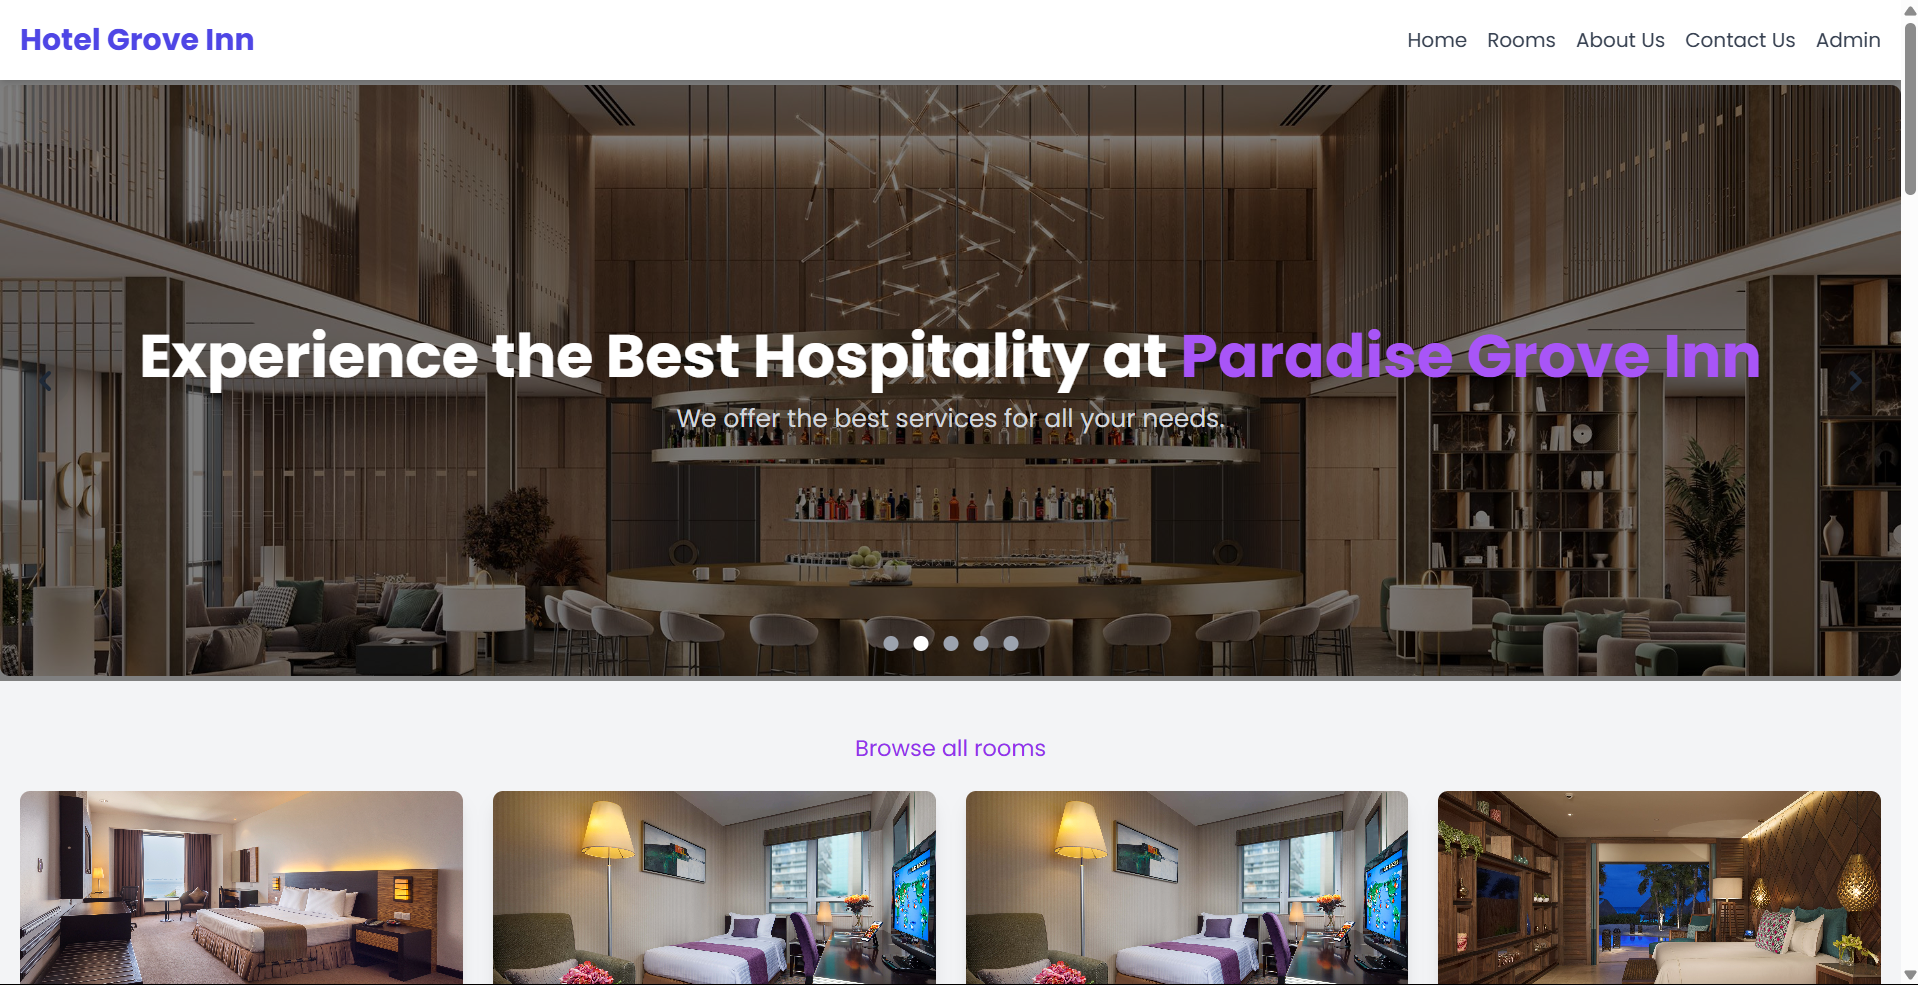 Hotel Grove Inn
Home Rooms About Us Contact Us Admin
Experience the Best Hospitality at Paradise Grove Inn
We offer the best services for all your needs.
Browse all rooms